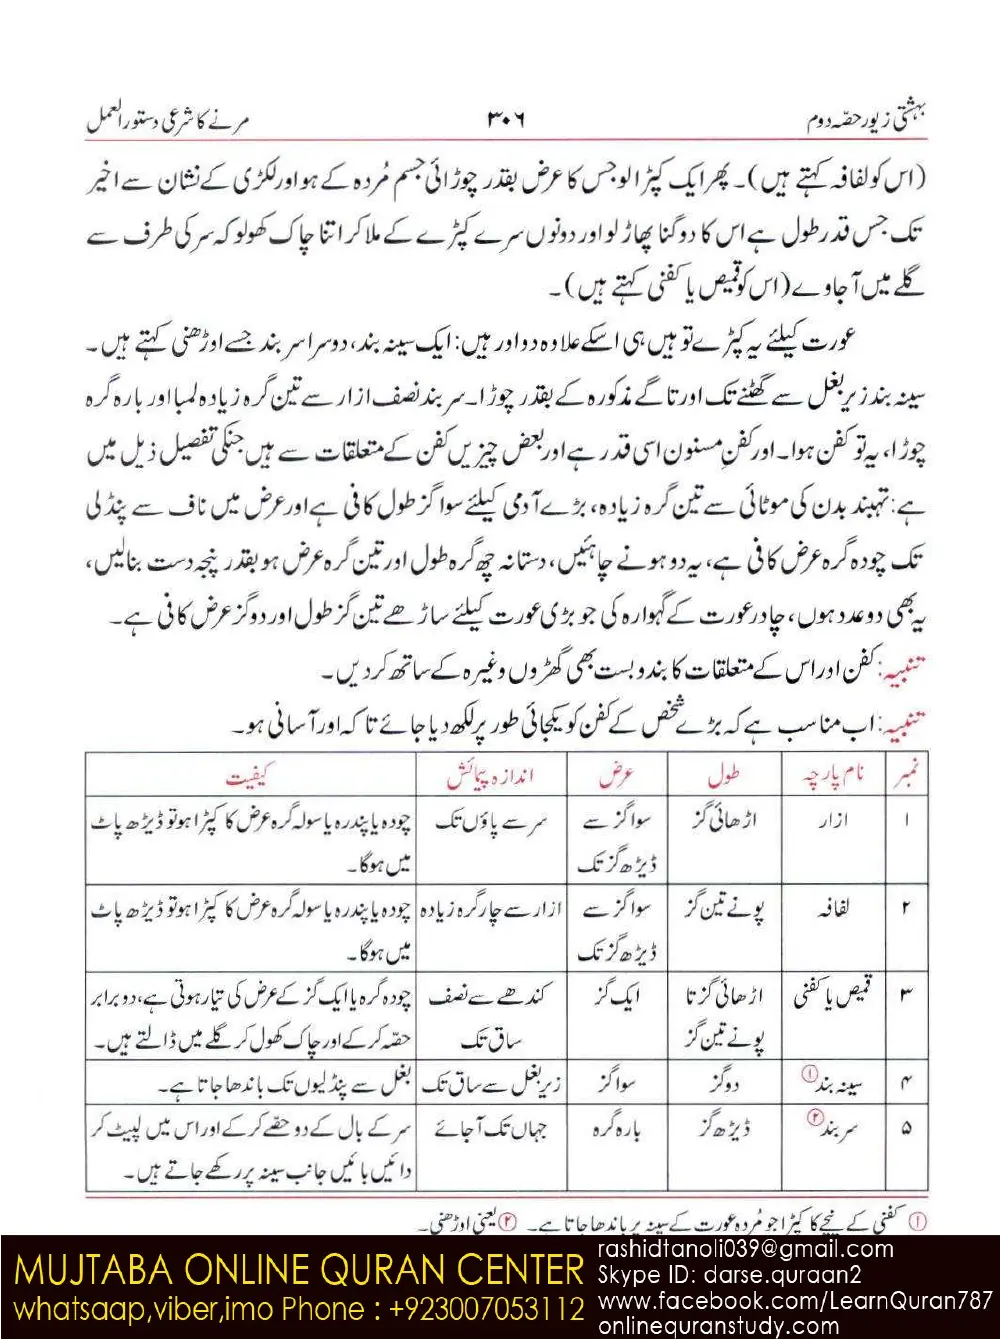 بہشتی زیور حصّہ دوم ۳۰۶ مرنے کا شرعی دستور العمل
(اس کو لفافہ کہتے ہیں)۔ پھر ایک کپڑا لو جس کا عرض بقدر چوڑائی جسم مُردہ کے ہو اور لکڑی کے نشان سے اخیر
تک جس قدر طول ہے اس کا دو گنا پھاڑ لو اور دونوں سرے کپڑے کے ملا کر اتنا چاک کھولو کہ سر کی طرف سے
گلے میں آ جاوے (اس کو قمیص یا کفنی کہتے ہیں)۔
عورت کیلئے یہ کپڑے تو ہیں ہی اسکے علاوہ دو اور ہیں: ایک سینہ بند، دوسرا سر بند جسے اوڑھنی کہتے ہیں۔
سینہ بند زیر بغل سے گھٹنے تک اور تاگے مذکورہ کے بقدر چوڑا۔ سر بند نصف ازار سے تین گرہ زیادہ لمبا اور بارہ گرہ
چوڑا، یہ تو کفن ہوا۔ اور کفنِ مسنون اسی قدر ہے اور بعض چیزیں کفن کے متعلقات سے ہیں جنکی تفصیل ذیل میں
ہے: تہبند بدن کی موٹائی سے تین گرہ زیادہ، بڑے آدمی کیلئے سوا گز طول کافی ہے اور عرض میں ناف سے پنڈلی
تک چودہ گرہ عرض کافی ہے، یہ دو ہونے چاہئیں، دستانہ چھ گرہ طول اور تین گرہ عرض ہو بقدر پنجہ دست بنالیں،
یہ بھی دو عدد ہوں، چادر عورت کے گہوارہ کی جو بڑی عورت کیلئے ساڑھے تین گز طول اور دو گز عرض کافی ہے۔
تنبیہ: کفن اور اس کے متعلقات کا بندوبست بھی گھڑوں وغیرہ کے ساتھ کر دیں۔
تنبیہ: اب مناسب ہے کہ بڑے شخص کے کفن کو یکجائی طور پر لکھ دیا جائے تاکہ اور آسانی ہو۔
نمبر نام پارچہ طول عرض اندازہ پیمائش کیفیت
۱ ازار اڑھائی گز سوا گز سے سر سے پاؤں تک چودہ یا پندرہ یا سولہ گرہ عرض کا کپڑا ہو تو ڈیڑھ پاٹ
ڈیڑھ گز تک میں ہوگا۔
۲ لفافہ پونے تین گز سوا گز سے ازار سے چار گرہ زیادہ چودہ یا پندرہ یا سولہ گرہ عرض کا کپڑا ہو تو ڈیڑھ پاٹ
ڈیڑھ گز تک میں ہوگا۔
۳ قمیص یا کفنی اڑھائی گز تا ایک گز کندھے سے نصف چودہ گرہ یا ایک گز کے عرض کی تیار ہوتی ہے، دو برابر
پونے تین گز ساق تک حصّہ کر کے اور چاک کھول کر گلے میں ڈالتے ہیں۔
۴ سینہ بند ① دو گز سوا گز زیر بغل سے ساق تک بغل سے پنڈلیوں تک باندھا جاتا ہے۔
۵ سر بند ② ڈیڑھ گز بارہ گرہ جہاں تک آ جائے سر کے بال کے دو حصّے کر کے اور اس میں لپیٹ کر
دائیں بائیں جانب سینہ پر رکھے جاتے ہیں۔
① کفنی کے نیچے کا کپڑا جو مُردہ عورت کے سینہ پر باندھا جاتا ہے۔ ② یعنی اوڑھنی۔
MUJTABA ONLINE QURAN CENTER
whatsaap,viber,imo Phone : +923007053112
rashidtanoli039@gmail.com
Skype ID: darse.quraan2
www.facebook.com/LearnQuran787
onlinequranstudy.com